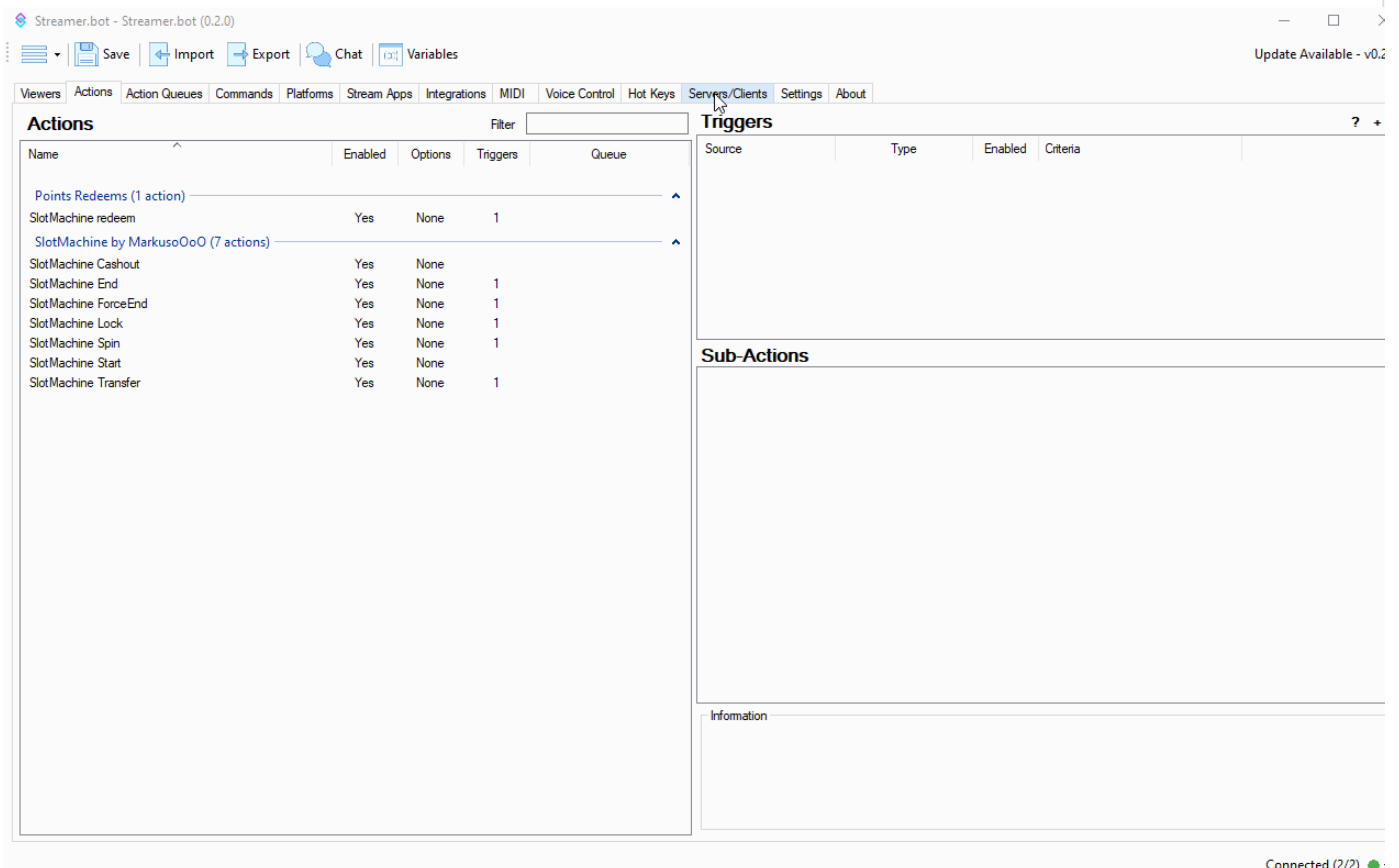 Streamer.bot - Streamer.bot (0.2.0)
Save Import Export Chat Variables Update Available - v0.2
Viewers Actions Action Queues Commands Platforms Stream Apps Integrations MIDI Voice Control Hot Keys Servers/Clients Settings About
Actions Filter Triggers ? +
Name Enabled Options Triggers Queue Source Type Enabled Criteria
Points Redeems (1 action)
SlotMachine redeem Yes None 1
SlotMachine by MarkusoOoO (7 actions)
SlotMachine Cashout Yes None
SlotMachine End Yes None 1
SlotMachine ForceEnd Yes None 1
SlotMachine Lock Yes None 1
SlotMachine Spin Yes None 1
SlotMachine Start Yes None
SlotMachine Transfer Yes None 1
Sub-Actions
Information
Connected (2/2)